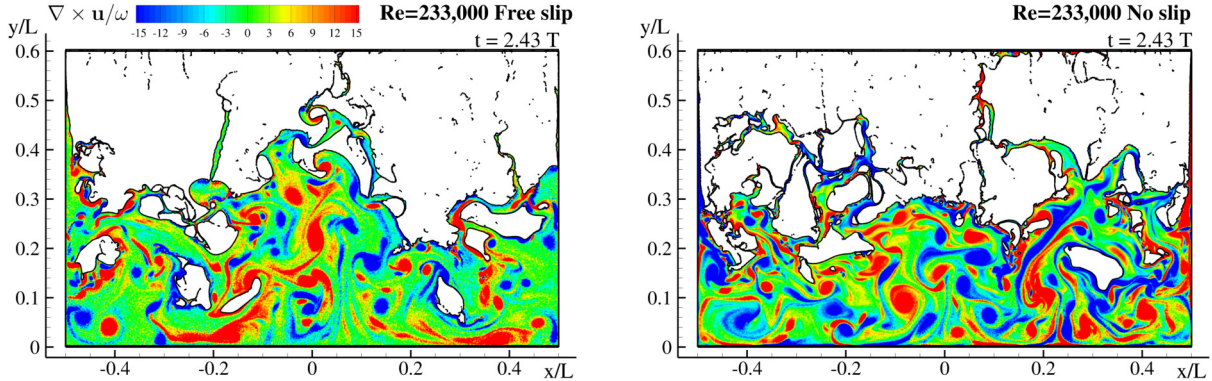 ∇ × u/ω
-15 -12 -9 -6 -3 0 3 6 9 12 15
Re=233,000 Free slip
y/L
t = 2.43 T
0.6
0.5
0.4
0.3
0.2
0.1
0
-0.4 -0.2 0 0.2 0.4 x/L
Re=233,000 No slip
y/L
t = 2.43 T
0.6
0.5
0.4
0.3
0.2
0.1
0
-0.4 -0.2 0 0.2 0.4 x/L